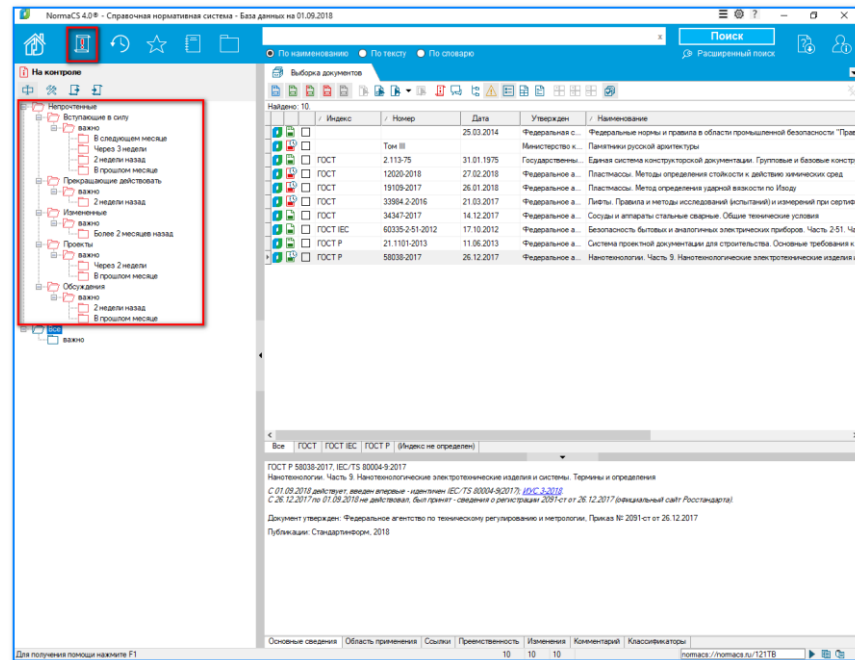 NormaCS 4.0® - Справочная нормативная система - База данных на 01.09.2018
Поиск
По наименованию По тексту По словарю
Расширенный поиск
На контроле
Непрочтенные
Вступающие в силу
важно
В следующем месяце
Через 3 недели
2 недели назад
В прошлом месяце
Прекращающие действовать
важно
2 недели назад
Измененные
важно
Более 2 месяцев назад
Проекты
важно
Через 2 недели
В прошлом месяце
Обсуждения
важно
2 недели назад
В прошлом месяце
Все
важно
Выборка документов
Найдено: 10.
Индекс Номер Дата Утвержден Наименование
25.03.2014 Федеральная с... Федеральные нормы и правила в области промышленной безопасности "Прав
Том III Министерство к... Памятники русской архитектуры
ГОСТ 2.113-75 31.01.1975 Государственны... Единая система конструкторской документации. Групповые и базовые констр
ГОСТ 12020-2018 27.02.2018 Федеральное а... Пластмассы. Методы определения стойкости к действию химических сред
ГОСТ 19109-2017 26.01.2018 Федеральное а... Пластмассы. Метод определения ударной вязкости по Изоду
ГОСТ 33984.2-2016 21.03.2017 Федеральное а... Лифты. Правила и методы исследований (испытаний) и измерений при сертиф
ГОСТ 34347-2017 14.12.2017 Федеральное а... Сосуды и аппараты стальные сварные. Общие технические условия
ГОСТ IEC 60335-2-51-2012 17.10.2012 Федеральное а... Безопасность бытовых и аналогичных электрических приборов. Часть 2-51. Ча
ГОСТ Р 21.1101-2013 11.06.2013 Федеральное а... Система проектной документации для строительства. Основные требования к
ГОСТ Р 58038-2017 26.12.2017 Федеральное а... Нанотехнологии. Часть 9. Нанотехнологические электротехнические изделия и
Все ГОСТ ГОСТ IEC ГОСТ Р (Индекс не определен)
ГОСТ Р 58038-2017, IEC/TS 80004-9:2017
Нанотехнологии. Часть 9. Нанотехнологические электротехнические изделия и системы. Термины и определения
С 01.09.2018 действует, введен впервые - идентичен IEC/TS 80004-9(2017); ИУС 3-2018.
С 26.12.2017 по 01.09.2018 не действовал, был принят - сведения о регистрации 2091-ст от 26.12.2017 (официальный сайт Росстандарта).
Документ утвержден: Федеральное агентство по техническому регулированию и метрологии, Приказ № 2091-ст от 26.12.2017
Публикации: Стандартинформ, 2018
Основные сведения Область применения Ссылки Преемственность Изменения Комментарий Классификаторы
Для получения помощи нажмите F1 10 10 10 normacs://normacs.ru/121TB